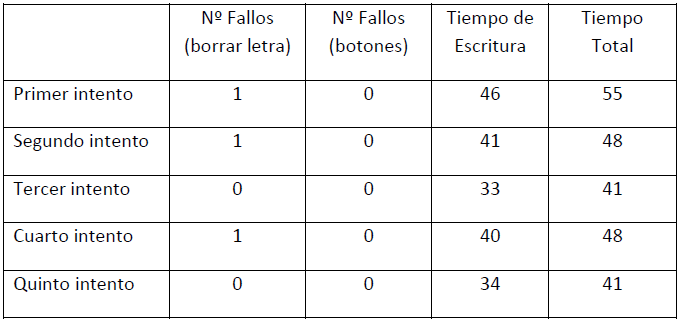 Nº Fallos (borrar letra) Nº Fallos (botones) Tiempo de Escritura Tiempo Total
Primer intento 1 0 46 55
Segundo intento 1 0 41 48
Tercer intento 0 0 33 41
Cuarto intento 1 0 40 48
Quinto intento 0 0 34 41